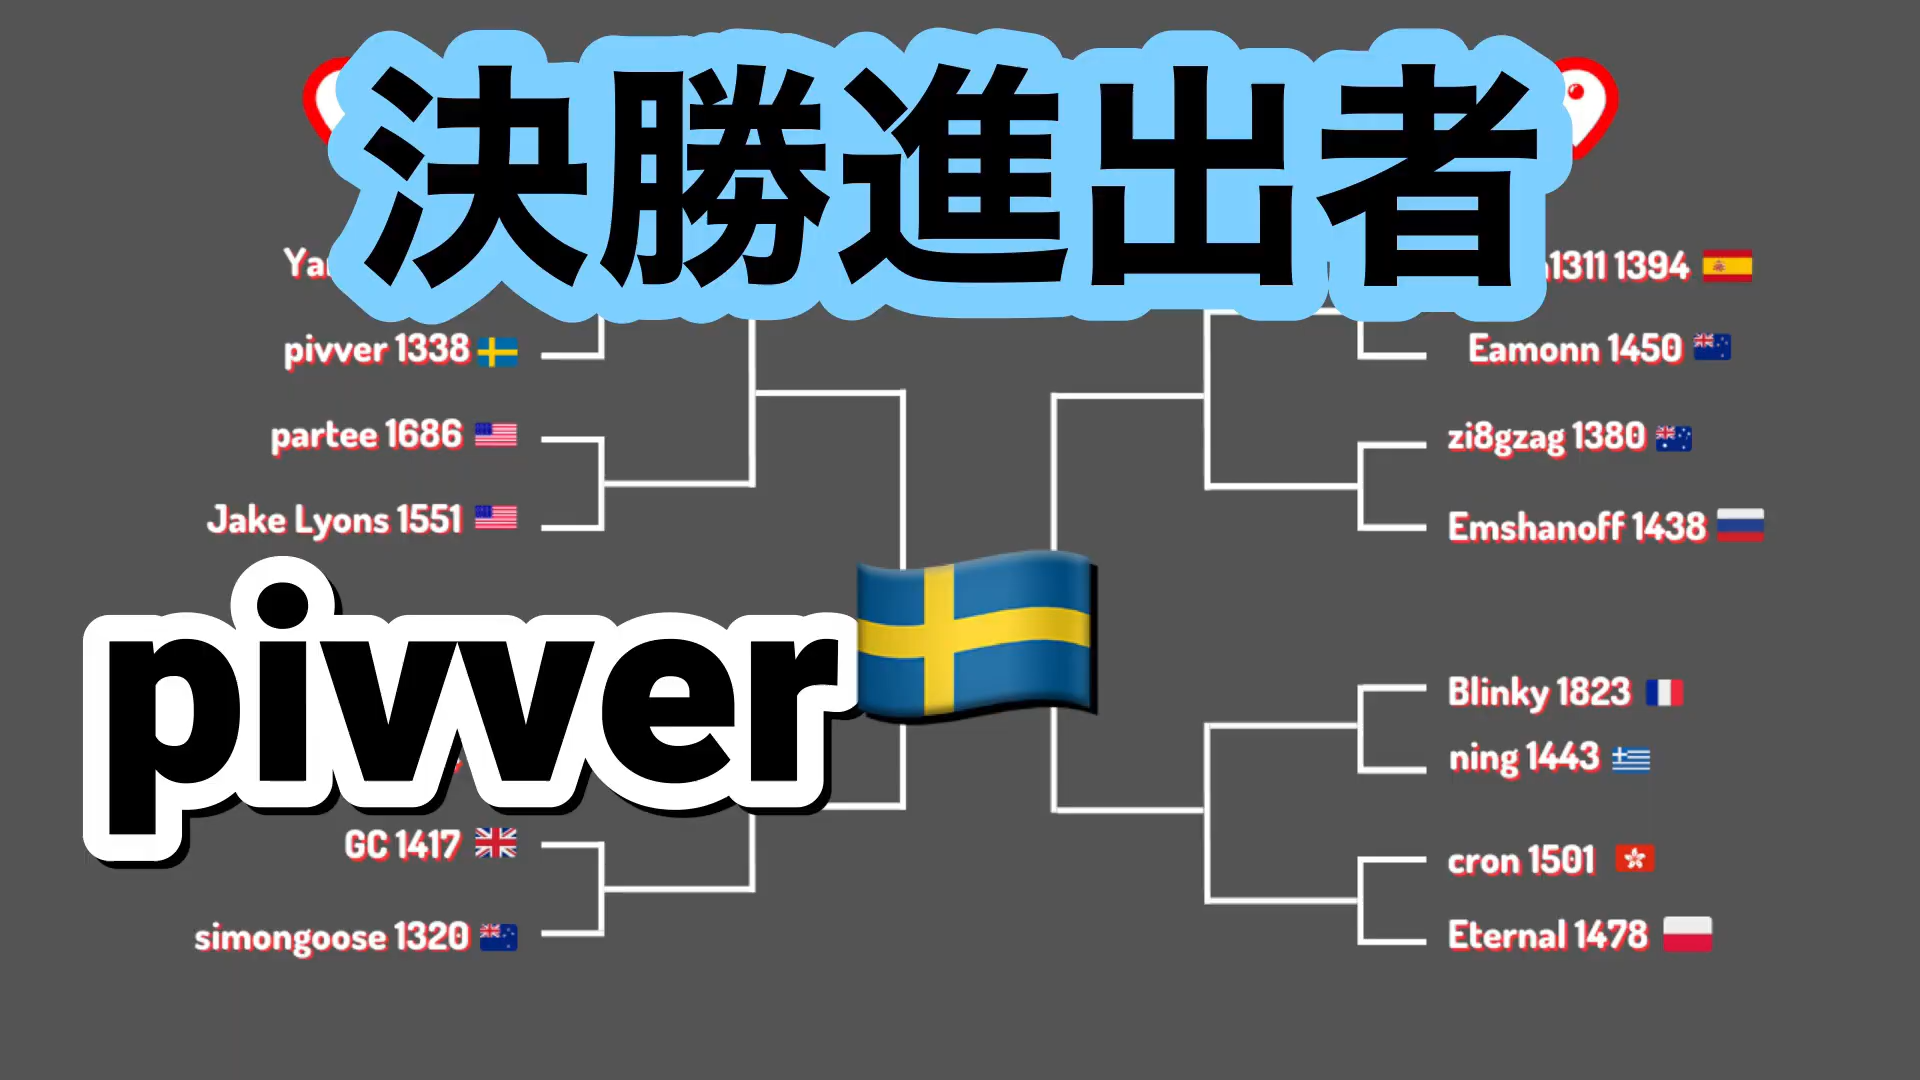 決勝進出者
pivver 1338
partee 1686
Jake Lyons 1551
pivver
GC 1417
simongoose 1320
1311 1394
Eamonn 1450
zi8gzag 1380
Emshanoff 1438
Blinky 1823
ning 1443
cron 1501
Eternal 1478